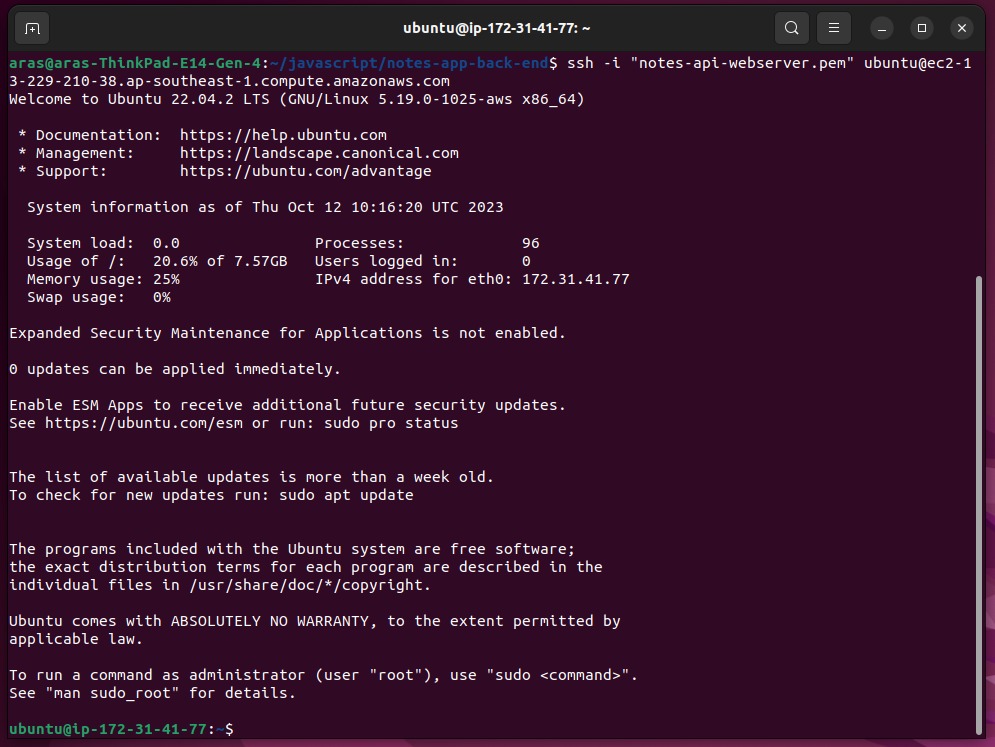 ubuntu@ip-172-31-41-77: ~
aras@aras-ThinkPad-E14-Gen-4:~/javascript/notes-app-back-end$ ssh -i "notes-api-webserver.pem" ubuntu@ec2-1
3-229-210-38.ap-southeast-1.compute.amazonaws.com
Welcome to Ubuntu 22.04.2 LTS (GNU/Linux 5.19.0-1025-aws x86_64)
* Documentation:  https://help.ubuntu.com
* Management:     https://landscape.canonical.com
* Support:        https://ubuntu.com/advantage
System information as of Thu Oct 12 10:16:20 UTC 2023
System load:  0.0               Processes:             96
Usage of /:   20.6% of 7.57GB   Users logged in:       0
Memory usage: 25%               IPv4 address for eth0: 172.31.41.77
Swap usage:   0%
Expanded Security Maintenance for Applications is not enabled.
0 updates can be applied immediately.
Enable ESM Apps to receive additional future security updates.
See https://ubuntu.com/esm or run: sudo pro status
The list of available updates is more than a week old.
To check for new updates run: sudo apt update
The programs included with the Ubuntu system are free software;
the exact distribution terms for each program are described in the
individual files in /usr/share/doc/*/copyright.
Ubuntu comes with ABSOLUTELY NO WARRANTY, to the extent permitted by
applicable law.
To run a command as administrator (user "root"), use "sudo <command>".
See "man sudo_root" for details.
ubuntu@ip-172-31-41-77:~$